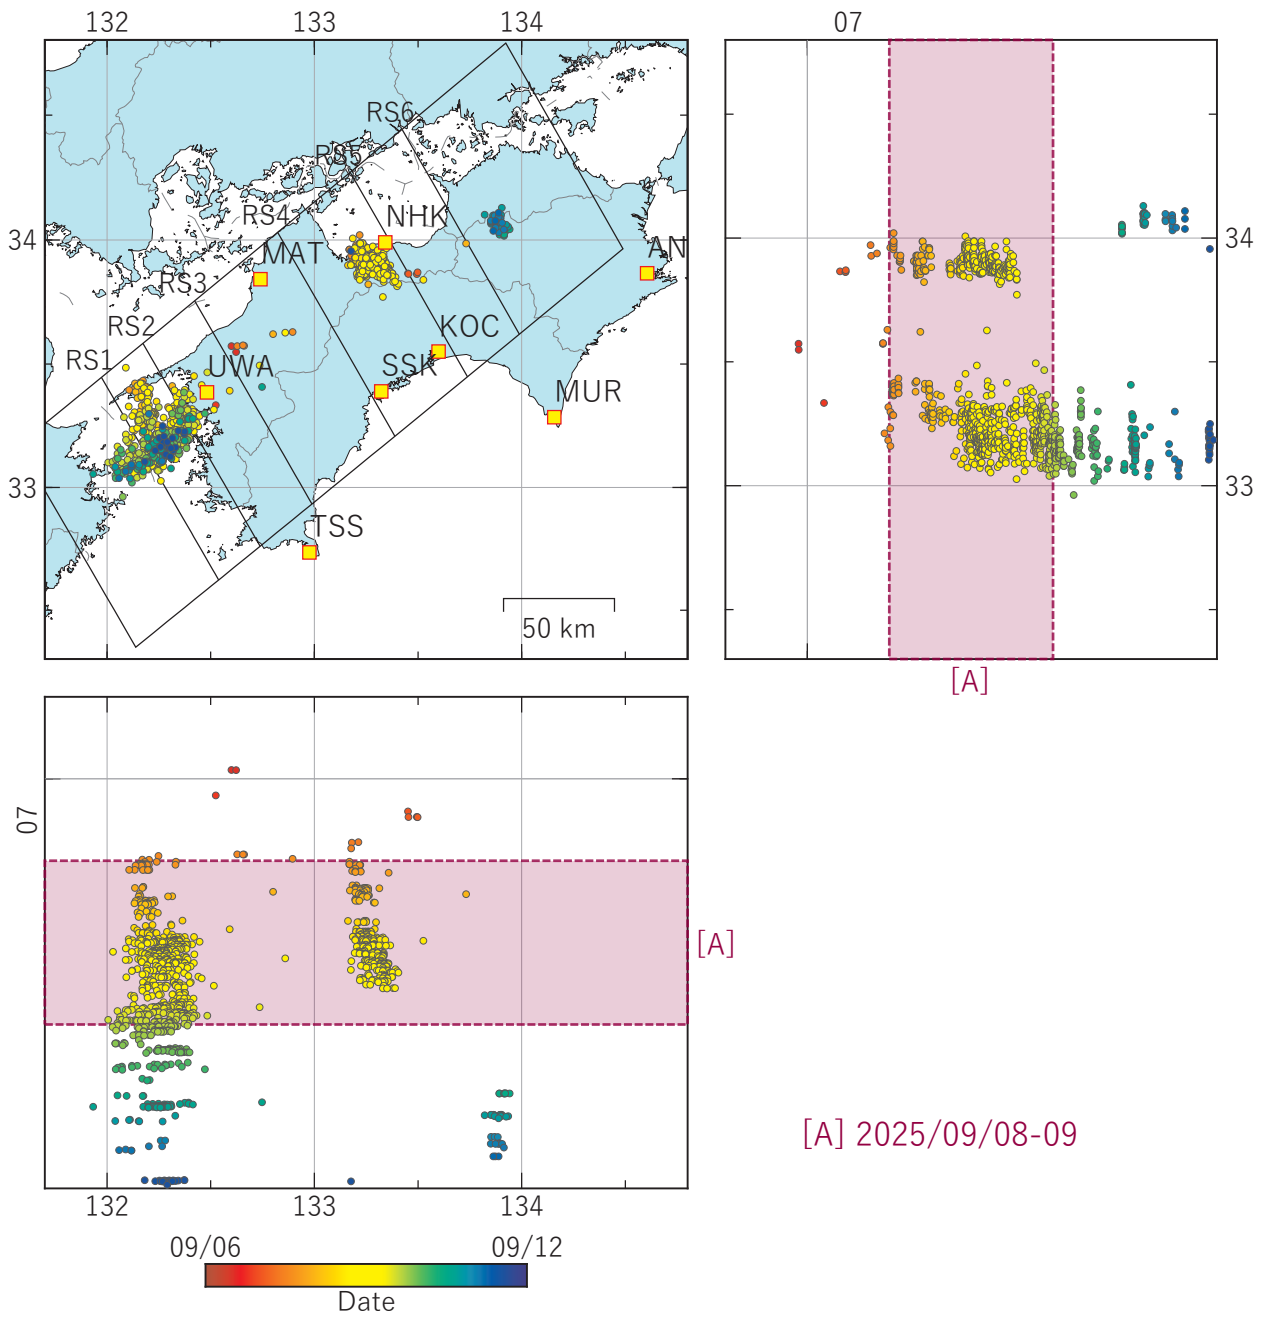 132 133 134 07
RS6
RS5
NHK
RS4
34 MAT AN 34
RS3
RS2 KOC
RS1 UWA SSK
MUR
33 33
TSS
50 km
[A]
07
[A]
[A] 2025/09/08-09
132 133 134
09/06 09/12
Date